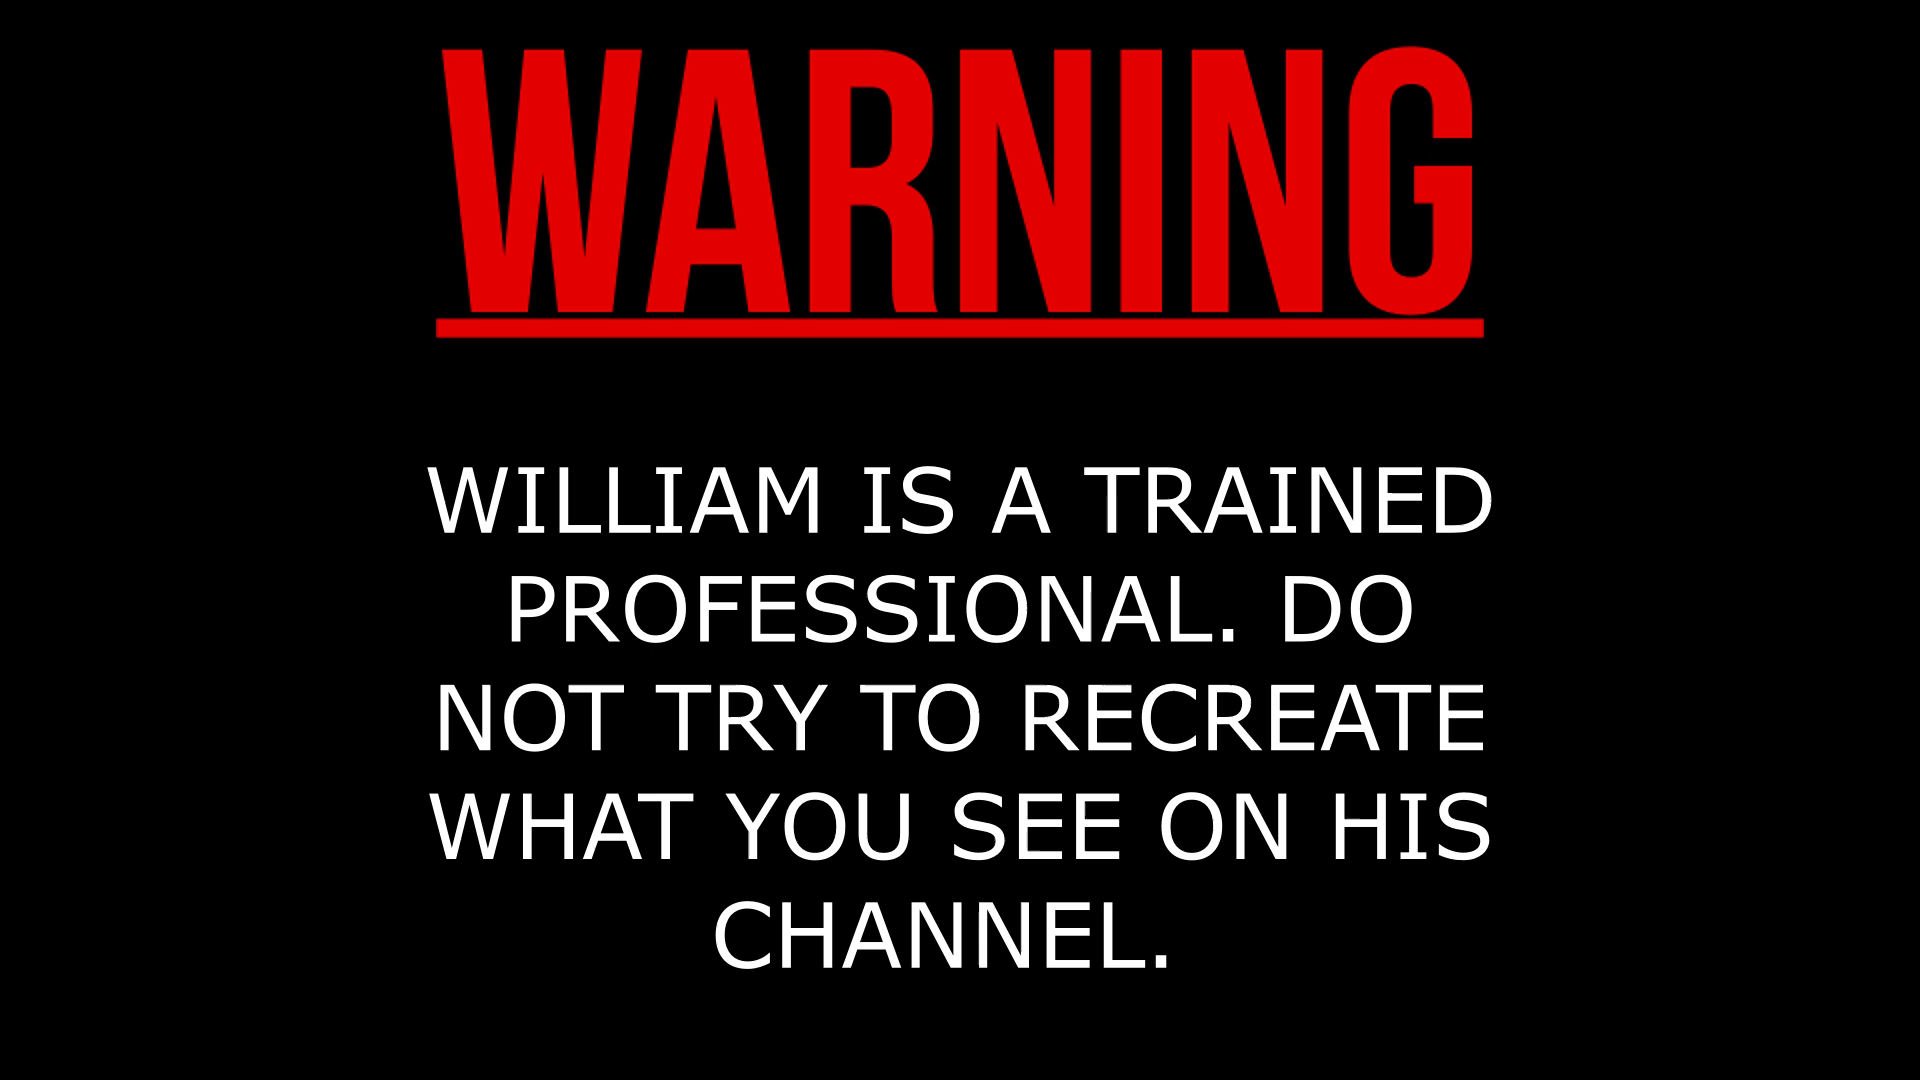 WARNING
WILLIAM IS A TRAINED
PROFESSIONAL. DO
NOT TRY TO RECREATE
WHAT YOU SEE ON HIS
CHANNEL.